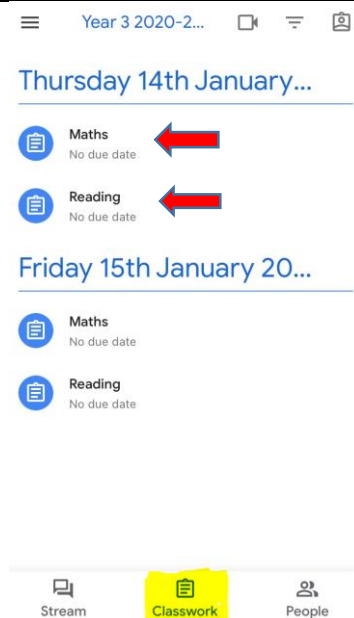 Year 3 2020-2...
Thursday 14th January...
Maths
No due date
Reading
No due date
Friday 15th January 20...
Maths
No due date
Reading
No due date
Stream Classwork People